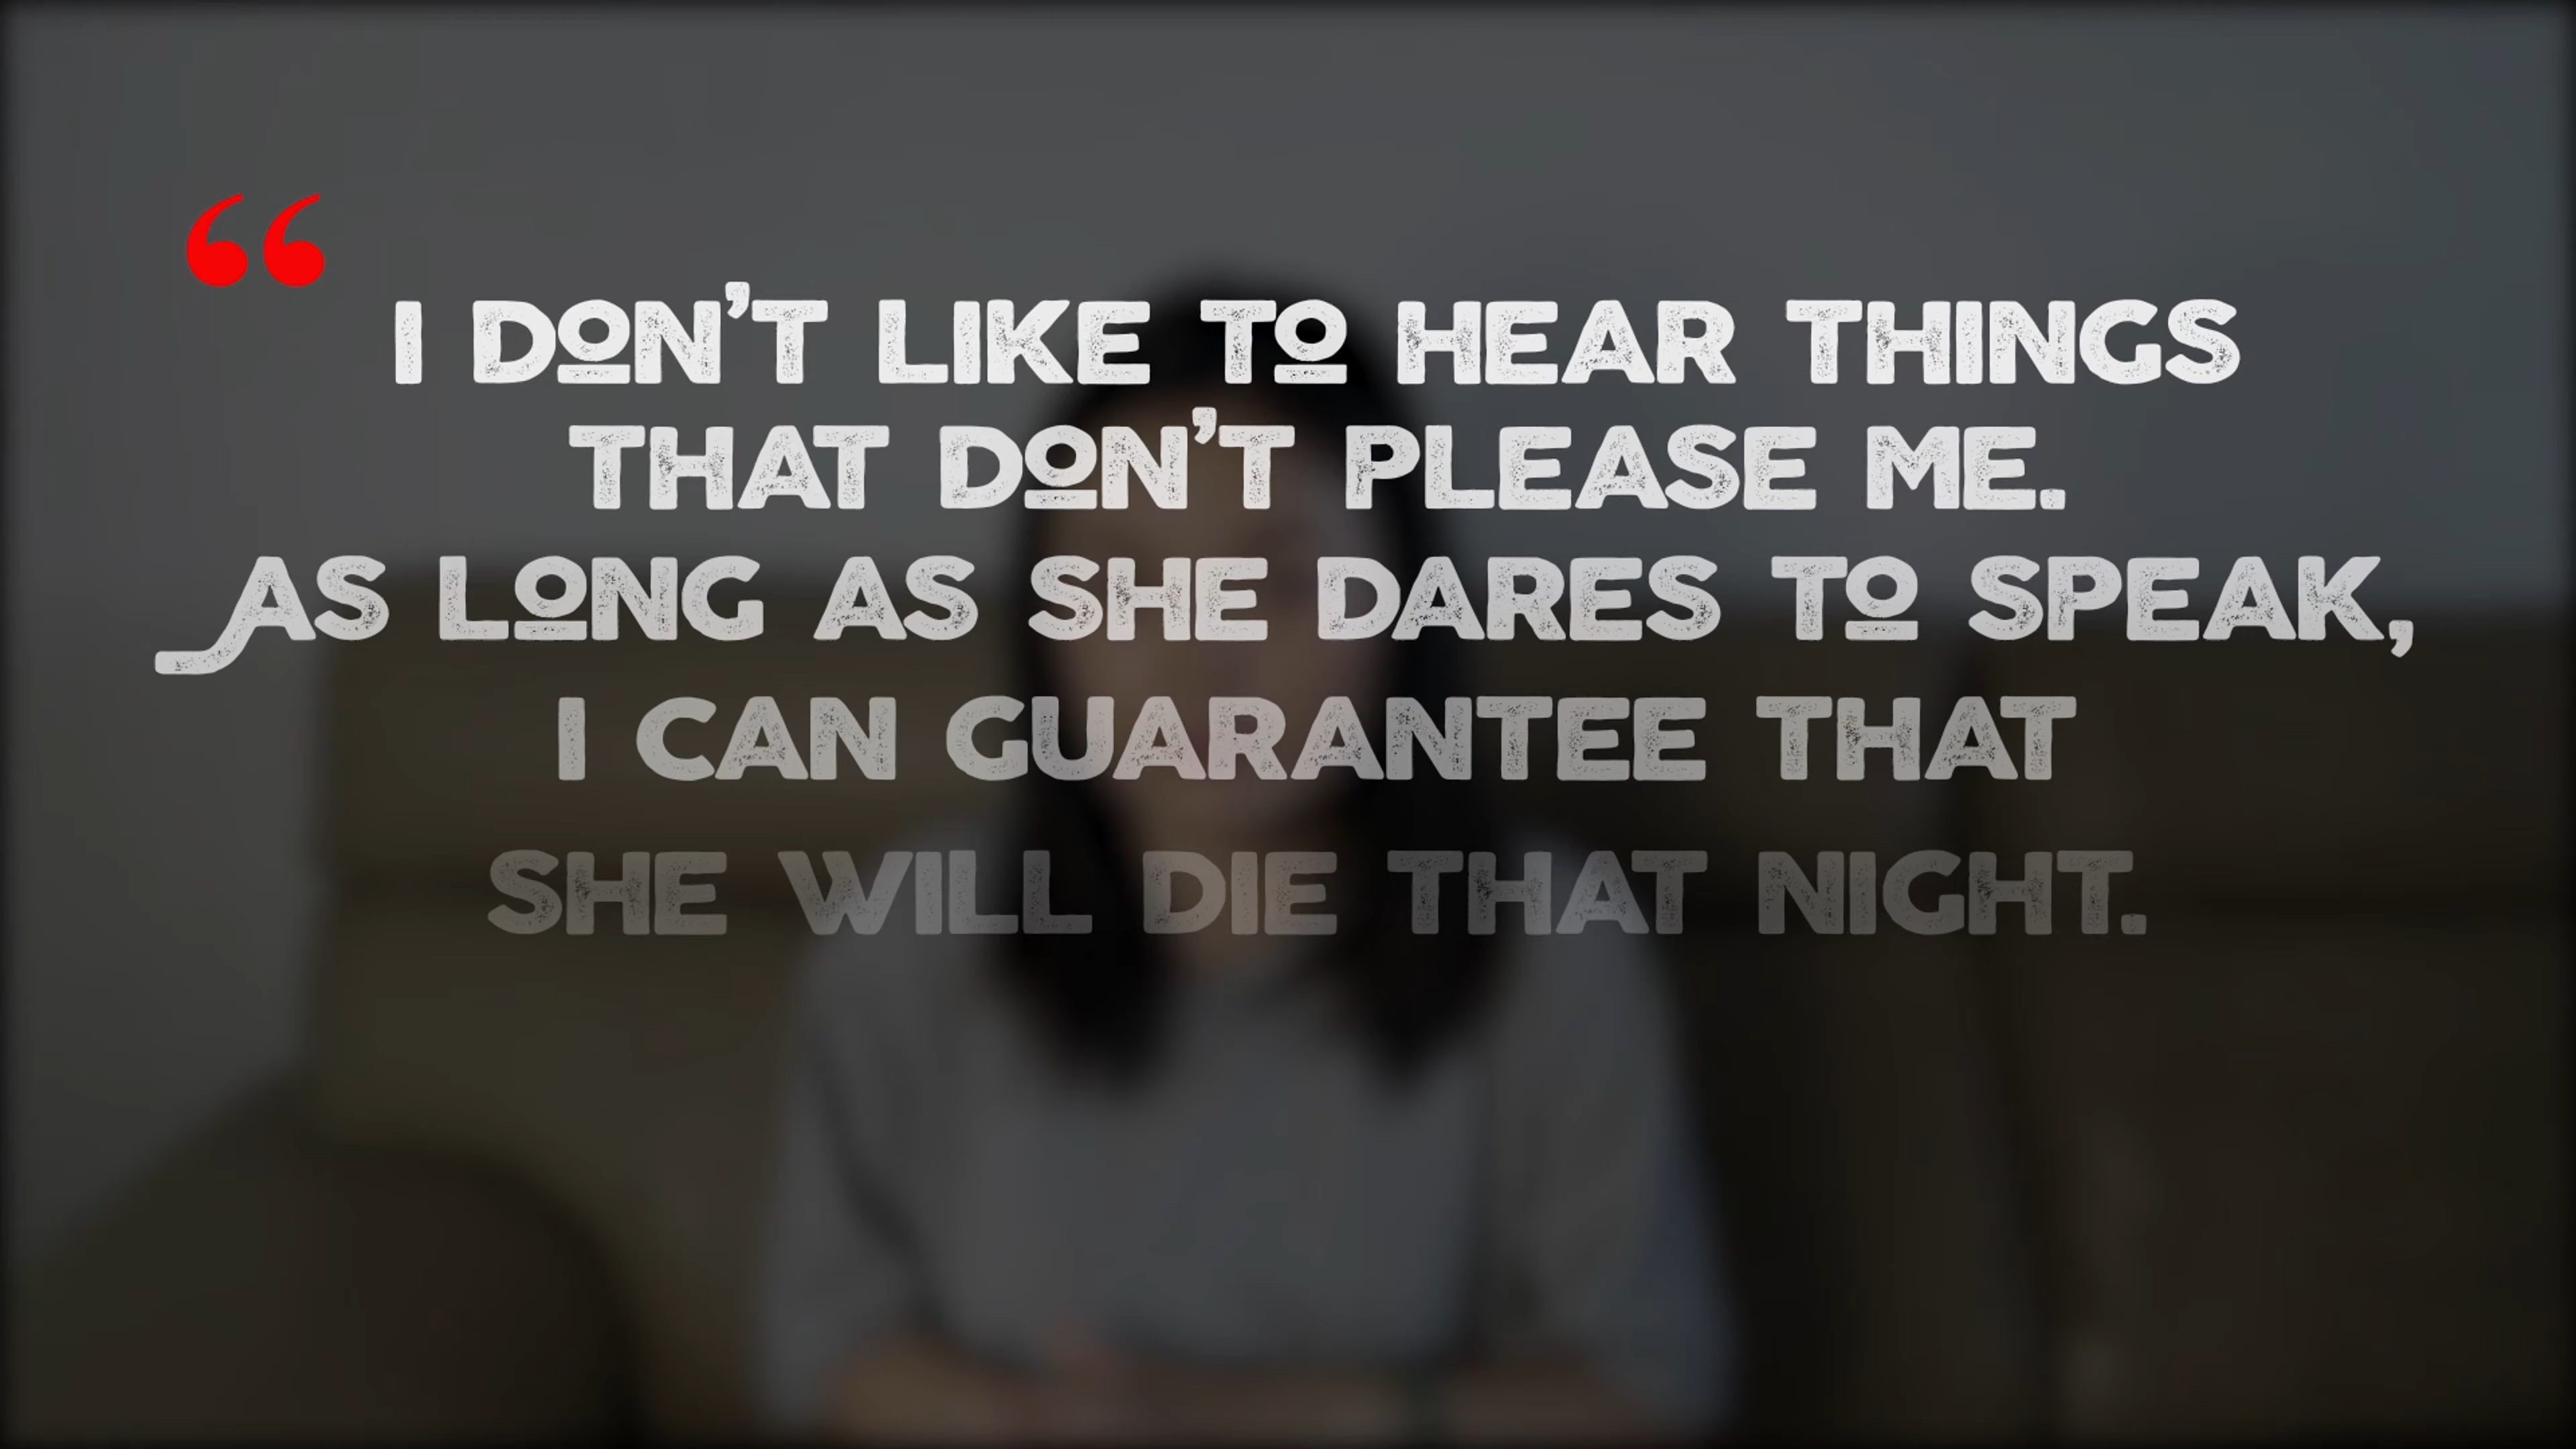 “I DON'T LIKE TO HEAR THINGS
THAT DON'T PLEASE ME.
AS LONG AS SHE DARES TO SPEAK,
I CAN GUARANTEE THAT
SHE WILL DIE THAT NIGHT.